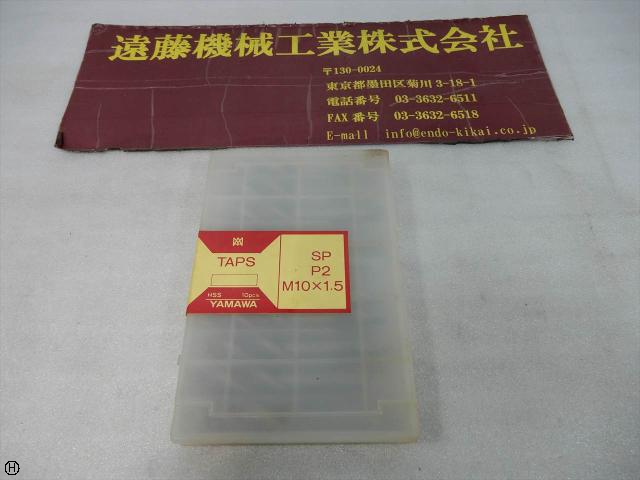 遠藤機械工業株式会社
〒130-0024
東京都墨田区菊川 3-18-1
電話番号 03-3632-6511
FAX 番号 03-3632-6518
E-mail info@endo-kikai.co.jp
TAPS
HSS 10pcs
YAMAWA
SP
P2
M10×1.5
H